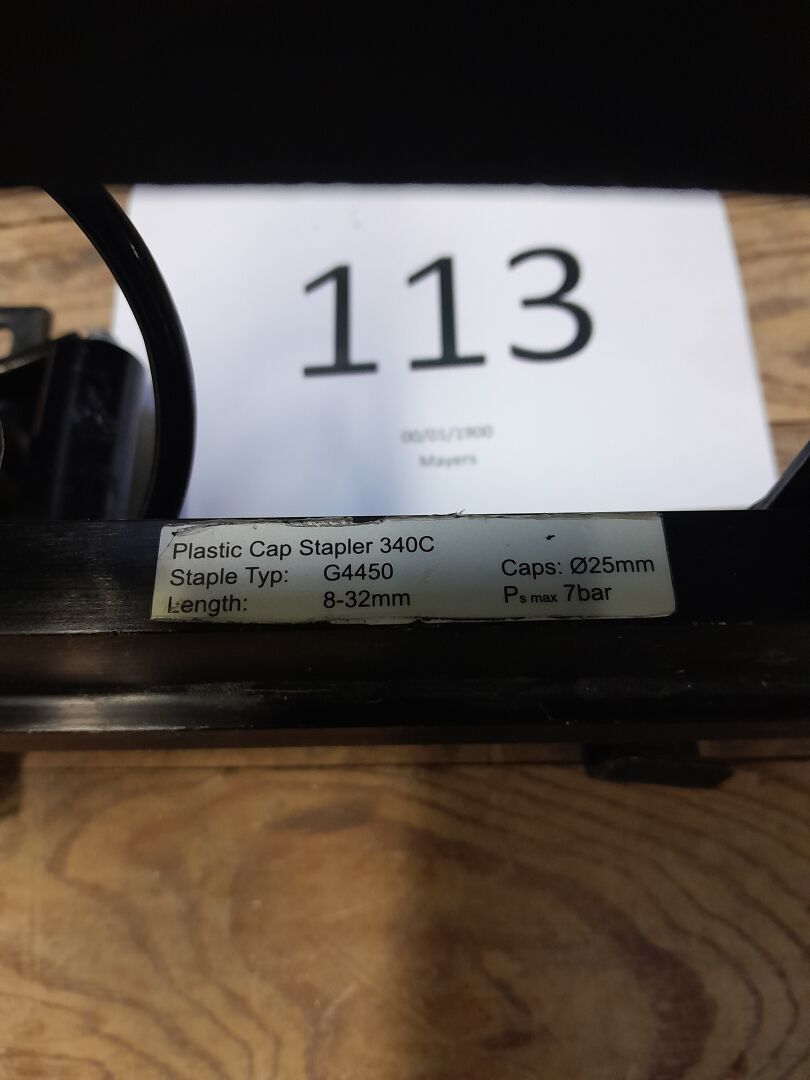 113
00/01/1900
Mayers
Plastic Cap Stapler 340C
Staple Typ: G4450 Caps: Ø25mm
Length: 8-32mm Ps max 7bar